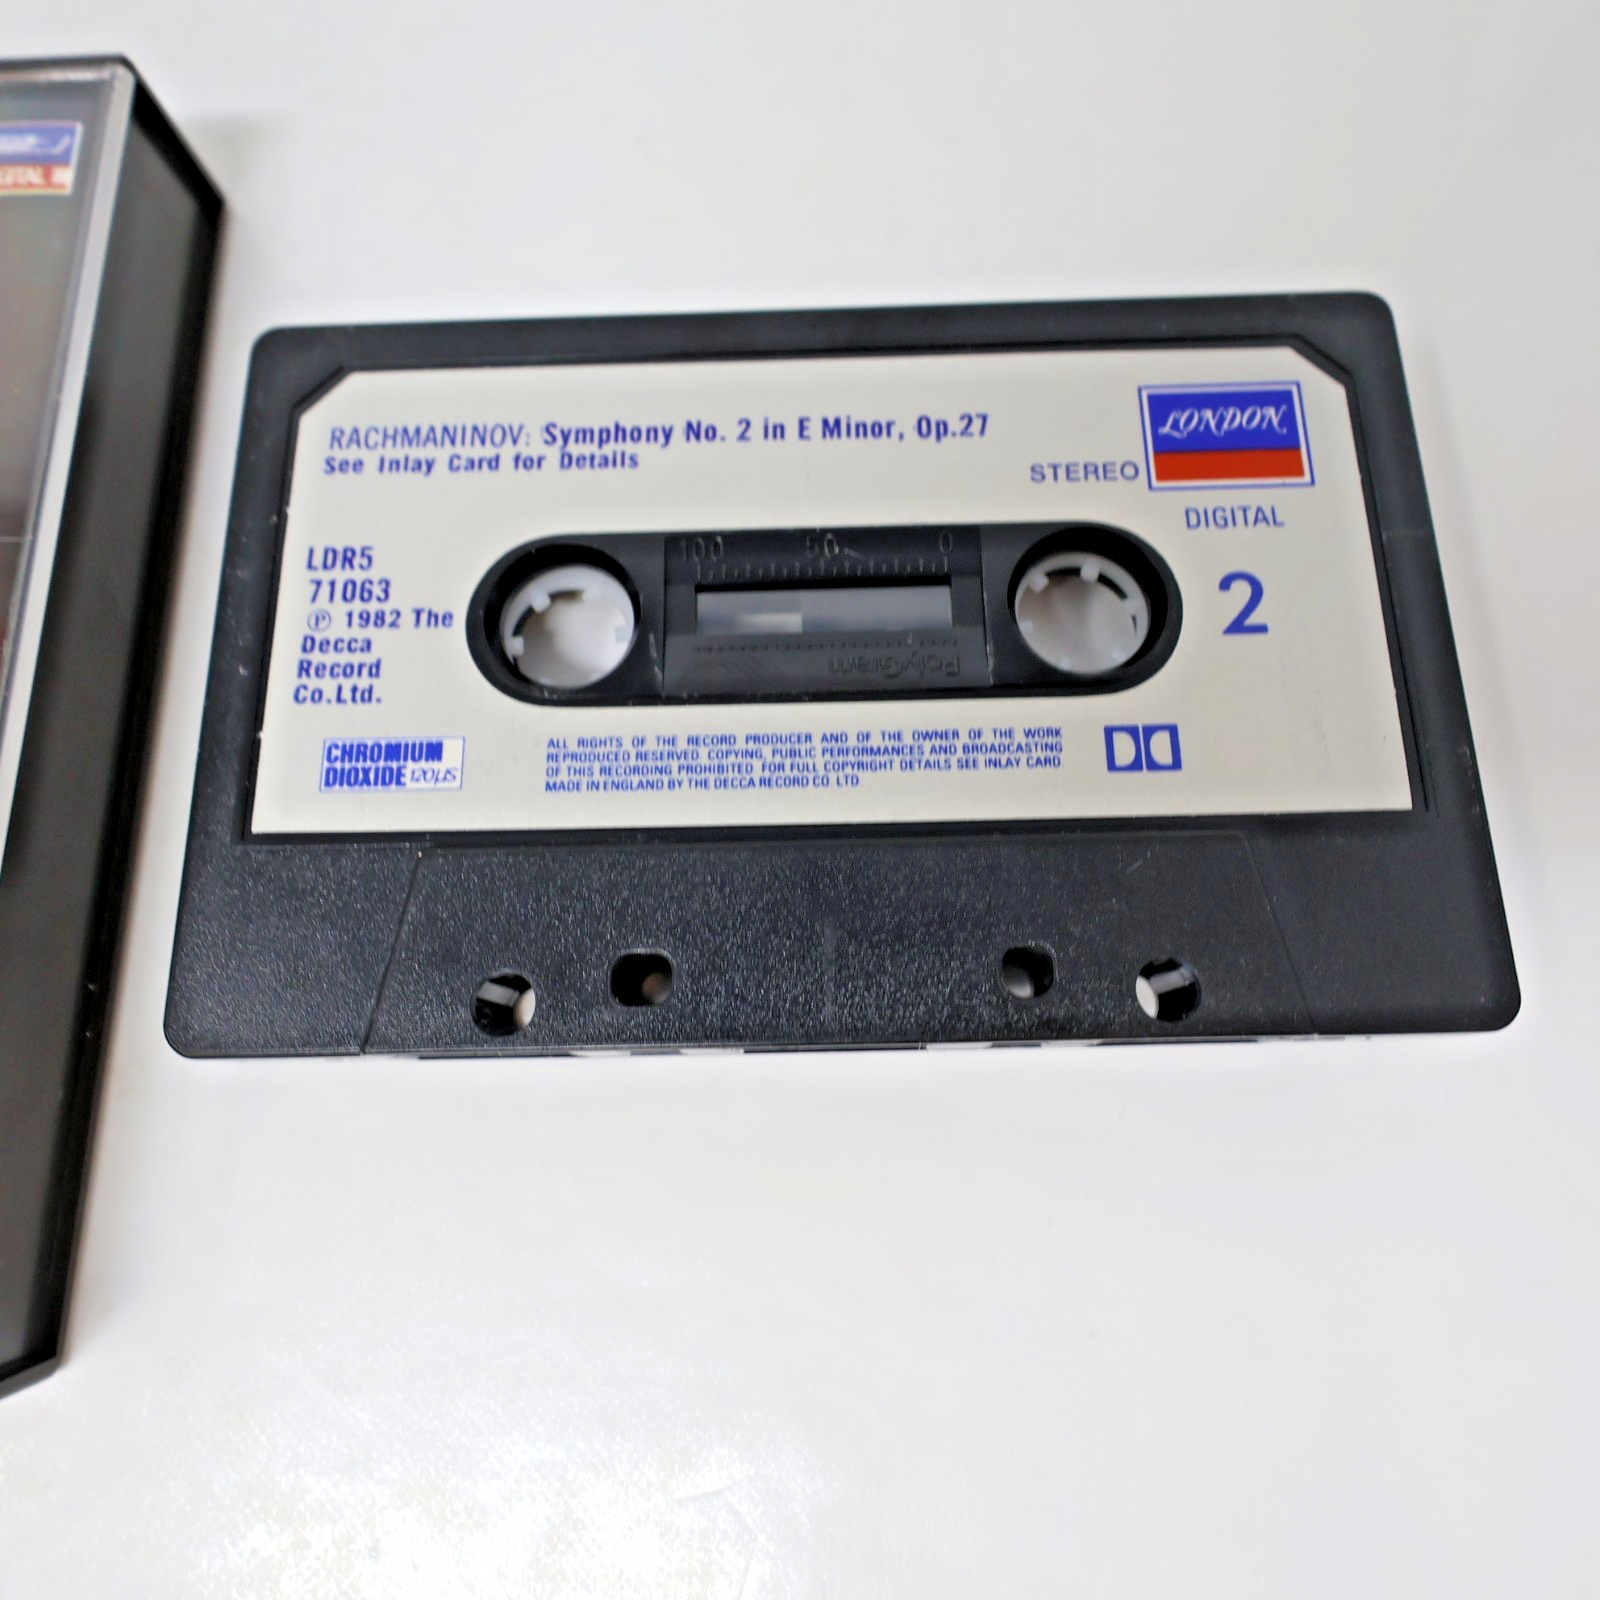 RACHMANINOV: Symphony No. 2 in E Minor, Op.27
See Inlay Card for Details
STEREO
LONDON
DIGITAL
LDR5
71063
℗ 1982 The
Decca
Record
Co.Ltd.
100 50 0
PolyGram
2
CHROMIUM
DIOXIDE 120µS
ALL RIGHTS OF THE RECORD PRODUCER AND OF THE OWNER OF THE WORK
REPRODUCED RESERVED. COPYING, PUBLIC PERFORMANCES AND BROADCASTING
OF THIS RECORDING PROHIBITED. FOR FULL COPYRIGHT DETAILS SEE INLAY CARD.
MADE IN ENGLAND BY THE DECCA RECORD CO. LTD.